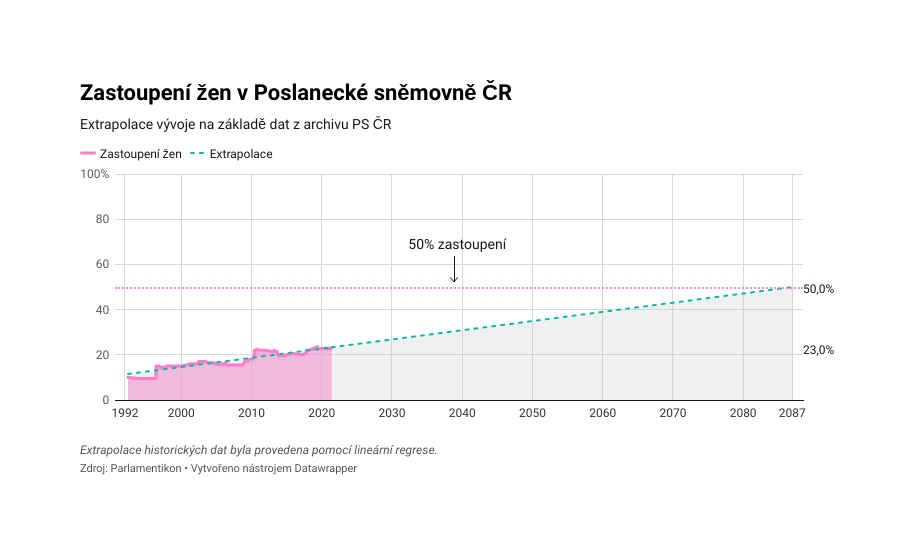 Zastoupení žen v Poslanecké sněmovně ČR
Extrapolace vývoje na základě dat z archivu PS ČR
Zastoupení žen Extrapolace
100%
80
60
40
20
0
50% zastoupení
50,0%
23,0%
1992 2000 2010 2020 2030 2040 2050 2060 2070 2080 2087
Extrapolace historických dat byla provedena pomocí lineární regrese.
Zdroj: Parlamentikon • Vytvořeno nástrojem Datawrapper